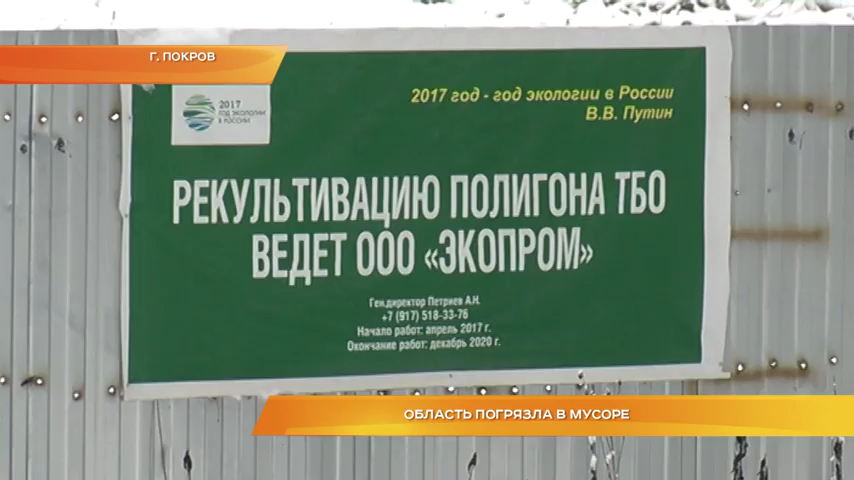 Г. ПОКРОВ
2017
ГОД ЭКОЛОГИИ
В РОССИИ
2017 год - год экологии в России
В.В. Путин
РЕКУЛЬТИВАЦИЮ ПОЛИГОНА ТБО
ВЕДЕТ ООО «ЭКОПРОМ»
Ген.директор Петриев А.Н.
+7 (917) 518-33-76
Начало работ: апрель 2017 г.
Окончание работ: декабрь 2020 г.
ОБЛАСТЬ ПОГРЯЗЛА В МУСОРЕ